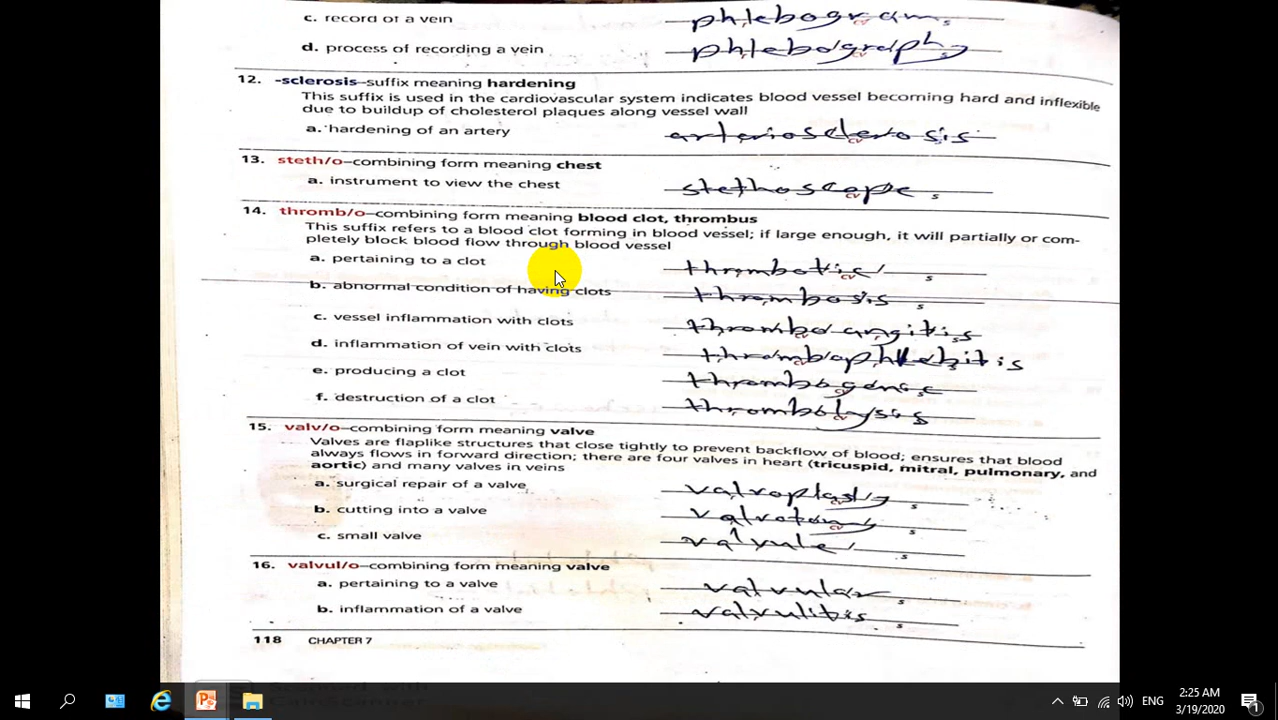 c. record of a vein phlebogram
d. process of recording a vein phlebography
12. -sclerosis–suffix meaning hardening
This suffix is used in the cardiovascular system indicates blood vessel becoming hard and inflexible
due to buildup of cholesterol plaques along vessel wall
a. hardening of an artery arteriosclerosis
13. steth/o–combining form meaning chest
a. instrument to view the chest stethoscope
14. thromb/o–combining form meaning blood clot, thrombus
This suffix refers to a blood clot forming in blood vessel; if large enough, it will partially or com-
pletely block blood flow through blood vessel
a. pertaining to a clot thrombotic
b. abnormal condition of having clots thrombosis
c. vessel inflammation with clots thromboangitis
d. inflammation of vein with clots thrombophlebitis
e. producing a clot thrombogenic
f. destruction of a clot thrombolysis
15. valv/o–combining form meaning valve
Valves are flaplike structures that close tightly to prevent backflow of blood; ensures that blood
always flows in forward direction; there are four valves in heart (tricuspid, mitral, pulmonary, and
aortic) and many valves in veins
a. surgical repair of a valve valvoplasty
b. cutting into a valve valvotomy
c. small valve valvule
16. valvul/o–combining form meaning valve
a. pertaining to a valve valvular
b. inflammation of a valve valvulitis
118 CHAPTER 7
ENG
2:25 AM
3/19/2020